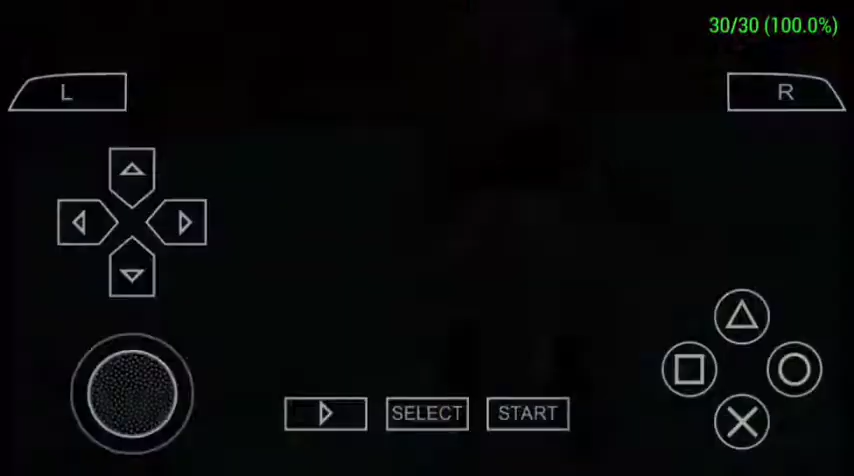 30/30 (100.0%)
L
R
SELECT
START